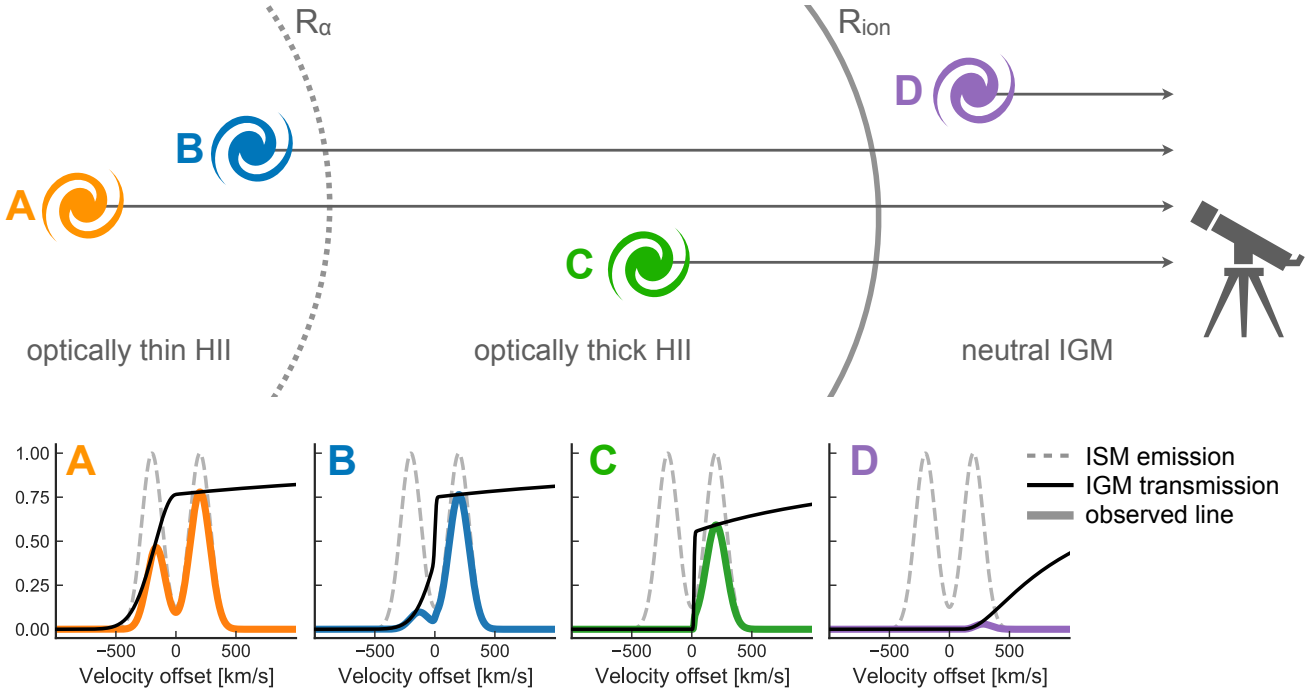 Rα
Rion
D
B
A
C
optically thin HII
optically thick HII
neutral IGM
A
B
C
D
1.00
0.75
0.50
0.25
0.00
ISM emission
IGM transmission
observed line
−500 0 500
−500 0 500
−500 0 500
−500 0 500
Velocity offset [km/s]
Velocity offset [km/s]
Velocity offset [km/s]
Velocity offset [km/s]